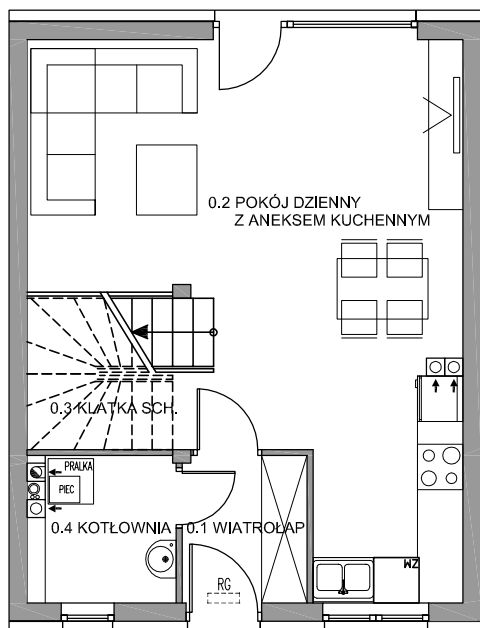 0.2 POKÓJ DZIENNY
Z ANEKSEM KUCHENNYM
0.3 KLATKA SCH.
PRALKA
PIEC
0.4 KOTŁOWNIA
0.1 WIATROŁAP
RG
ZM